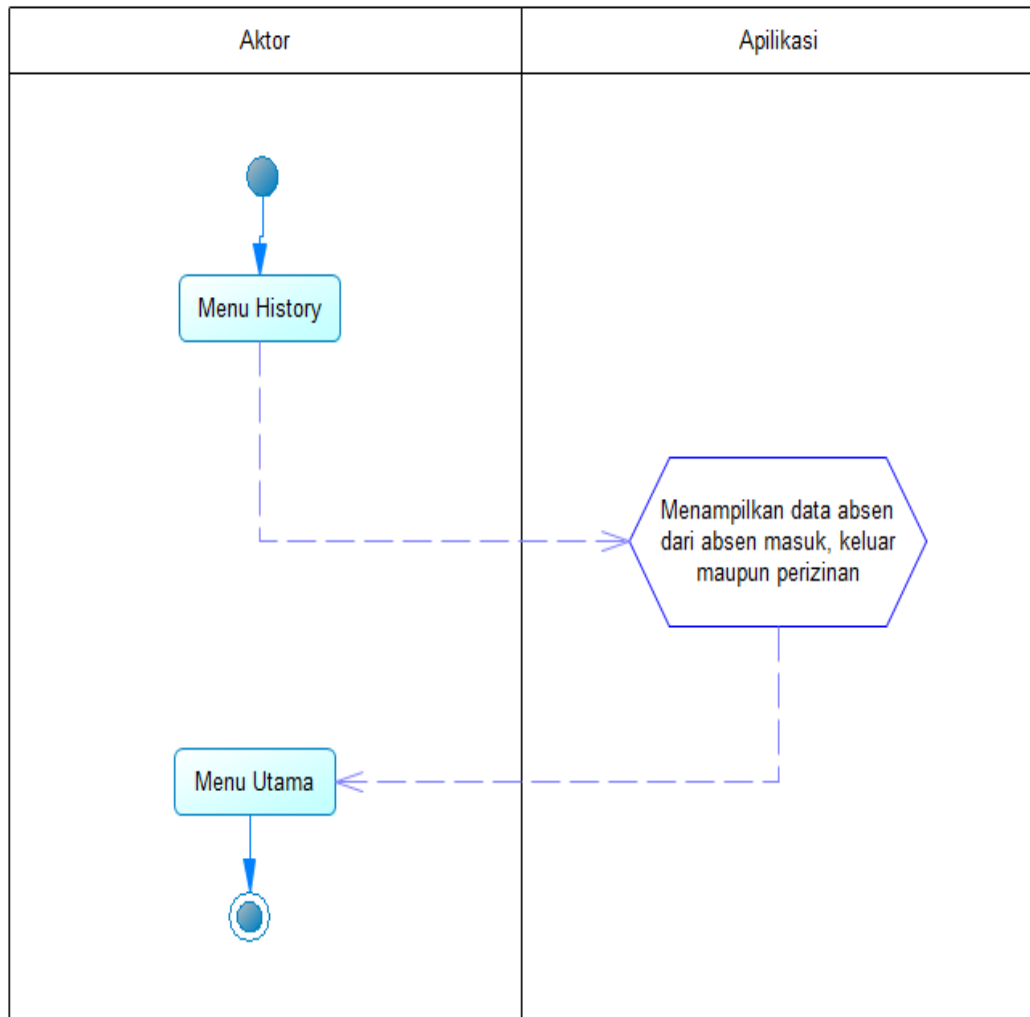 Aktor
Apilikasi
Menu History
Menampilkan data absen
dari absen masuk, keluar
maupun perizinan
Menu Utama